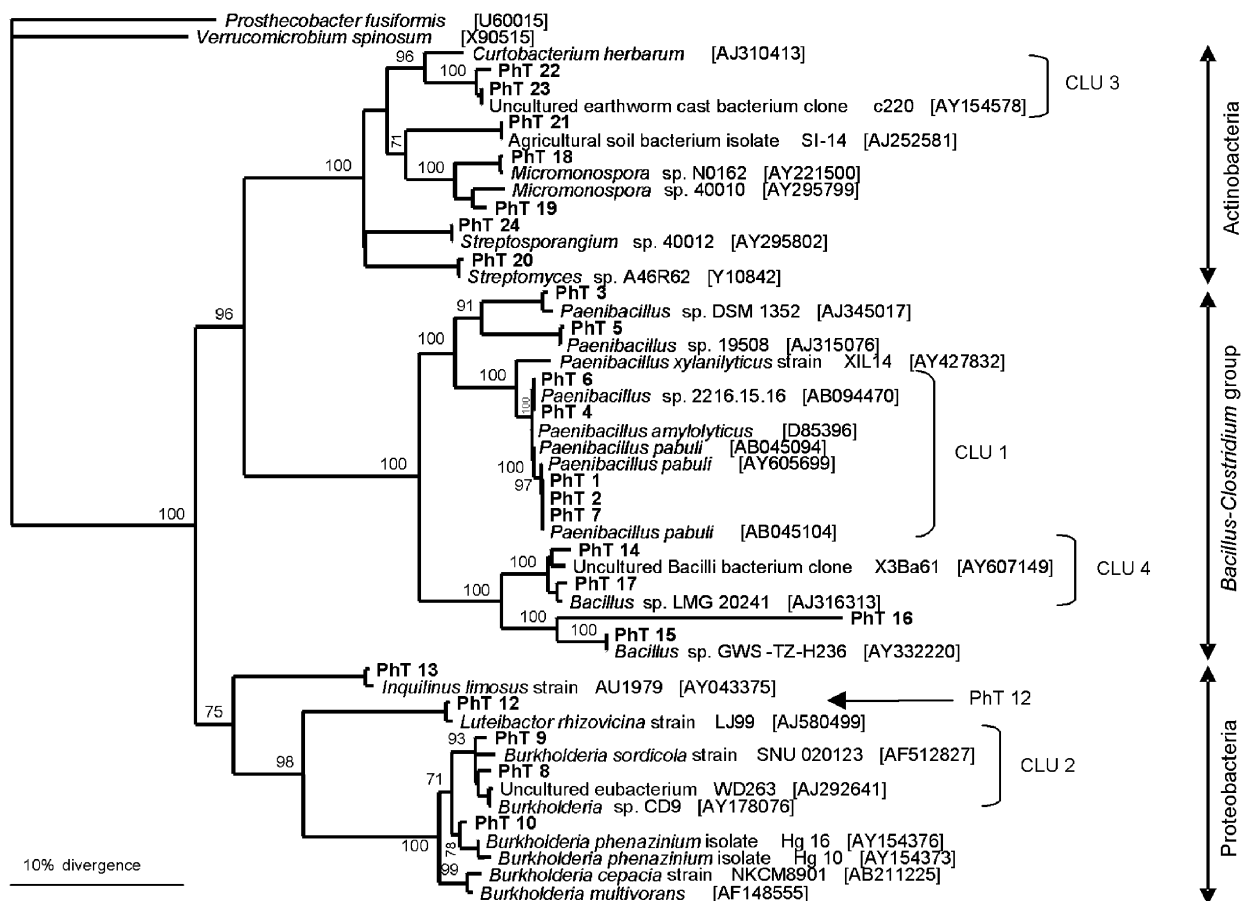 Prosthecobacter fusiformis [U60015]
Verrucomicrobium spinosum [X90515]
96 Curtobacterium herbarum [AJ310413]
100 PhT 22
PhT 23
CLU 3
Uncultured earthworm cast bacterium clone c220 [AY154578]
PhT 21
71 Agricultural soil bacterium isolate SI-14 [AJ252581]
100 PhT 18
100 Micromonospora sp. N0162 [AY221500]
Micromonospora sp. 40010 [AY295799]
PhT 19
PhT 24
Streptosporangium sp. 40012 [AY295802]
PhT 20
Streptomyces sp. A46R62 [Y10842]
Actinobacteria
96
91 PhT 3
Paenibacillus sp. DSM 1352 [AJ345017]
100 PhT 5
Paenibacillus sp. 19508 [AJ315076]
100 Paenibacillus xylanilyticus strain XIL14 [AY427832]
PhT 6
100 Paenibacillus sp. 2216.15.16 [AB094470]
PhT 4
Paenibacillus amylolyticus [D85396]
Paenibacillus pabuli [AB045094]
CLU 1
100 100 Paenibacillus pabuli [AY605699]
97 PhT 1
PhT 2
PhT 7
Paenibacillus pabuli [AB045104]
100
100 PhT 14
Uncultured Bacilli bacterium clone X3Ba61 [AY607149]
CLU 4
100 PhT 17
Bacillus sp. LMG 20241 [AJ316313]
100 PhT 16
100 PhT 15
Bacillus sp. GWS-TZ-H236 [AY332220]
Bacillus-Clostridium group
PhT 13
Inquilinus limosus strain AU1979 [AY043375]
75 PhT 12
PhT 12
Luteibactor rhizovicina strain LJ99 [AJ580499]
93 PhT 9
Burkholderia sordicola strain SNU 020123 [AF512827]
98 CLU 2
71 PhT 8
Uncultured eubacterium WD263 [AJ292641]
Burkholderia sp. CD9 [AY178076]
PhT 10
100 Burkholderia phenazinium isolate Hg 16 [AY154376]
78 Burkholderia phenazinium isolate Hg 10 [AY154373]
99 Burkholderia cepacia strain NKCM8901 [AB211225]
Burkholderia multivorans [AF148555]
Proteobacteria
10% divergence